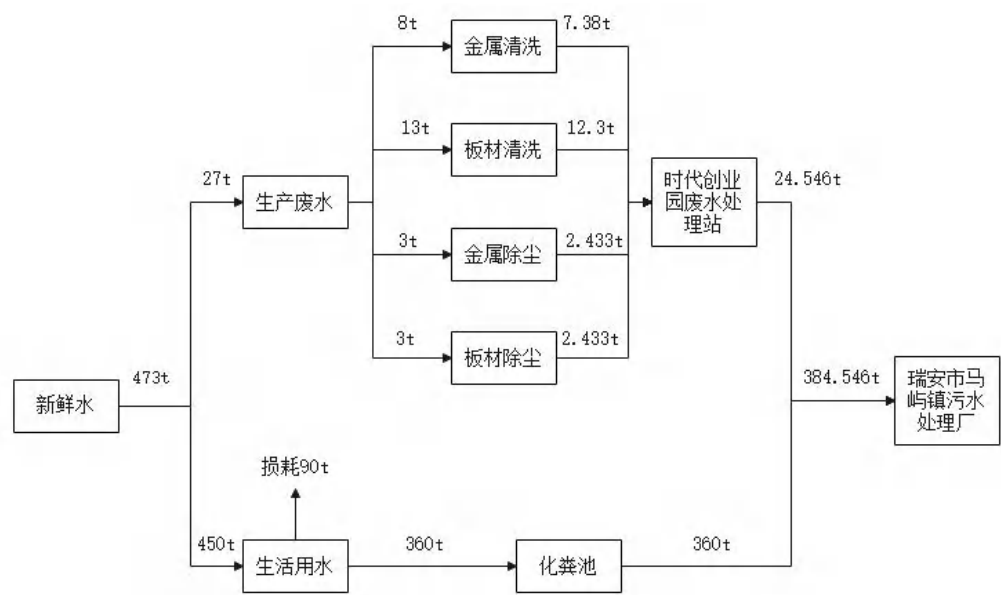 8t
金属清洗
7.38t
13t
板材清洗
12.3t
27t
生产废水
时代创业
园废水处
理站
24.546t
3t
金属除尘
2.433t
3t
板材除尘
2.433t
新鲜水
473t
384.546t
瑞安市马
屿镇污水
处理厂
损耗90t
450t
生活用水
360t
化粪池
360t